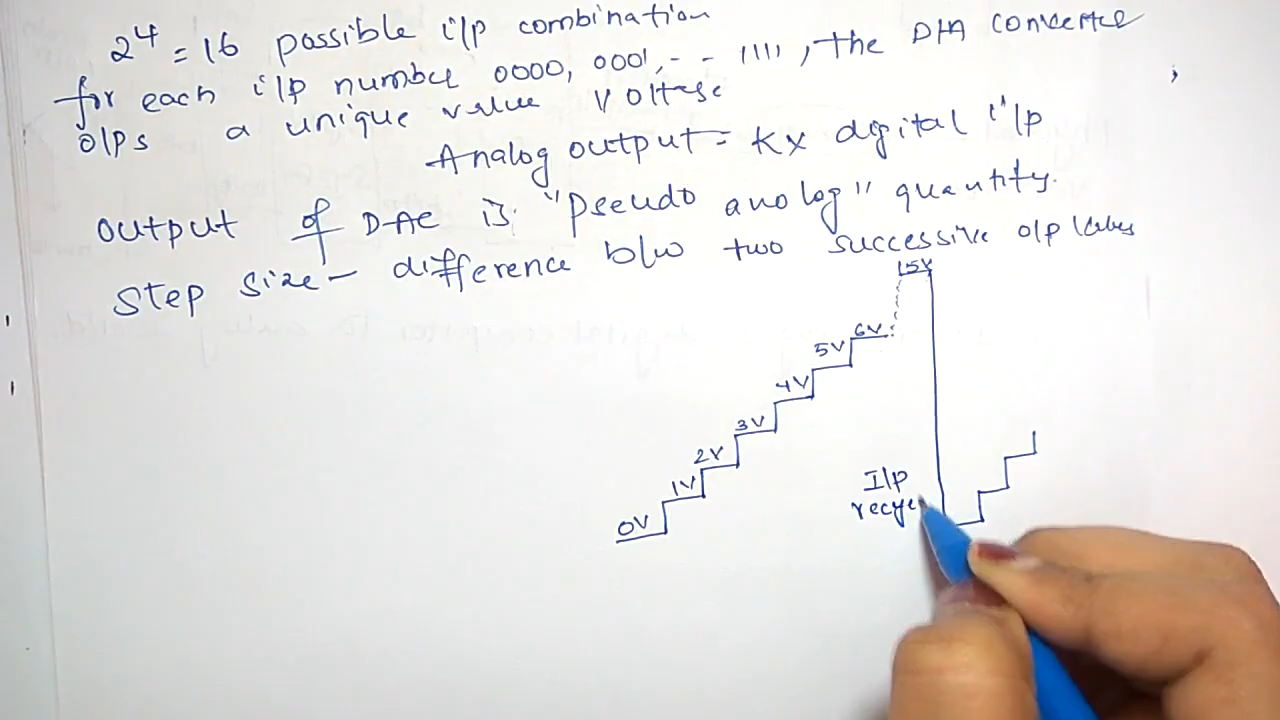 2⁴ = 16 possible i/p combination
for each i/p number 0000, 0001, - - 1111, the D/A converter
o/ps a unique value voltage
Analog output = K x digital i/p
output of DAC is "Pseudo analog" quantity.
Step size - difference b/w two successive o/p values
15V
6V
5V
4V
3V
2V
1V
0V
I/p
recye